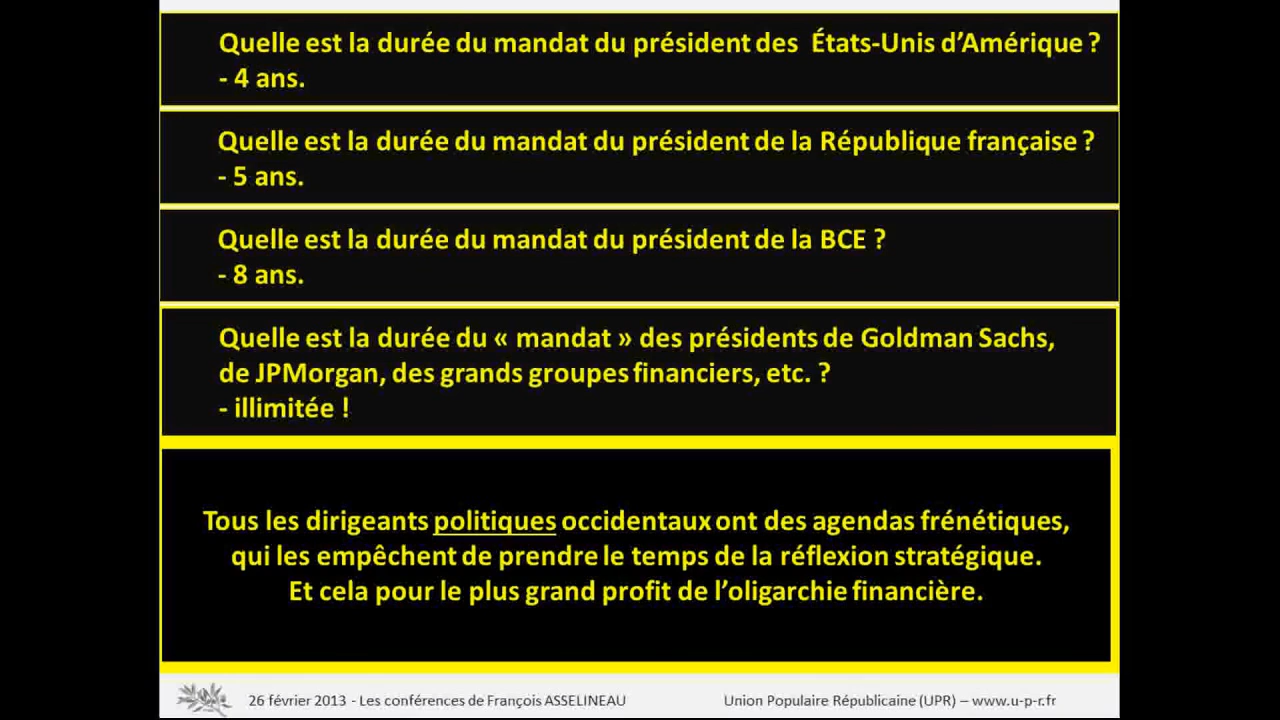 Quelle est la durée du mandat du président des États-Unis d’Amérique ?
- 4 ans.
Quelle est la durée du mandat du président de la République française ?
- 5 ans.
Quelle est la durée du mandat du président de la BCE ?
- 8 ans.
Quelle est la durée du « mandat » des présidents de Goldman Sachs,
de JPMorgan, des grands groupes financiers, etc. ?
- illimitée !
Tous les dirigeants politiques occidentaux ont des agendas frénétiques,
qui les empêchent de prendre le temps de la réflexion stratégique.
Et cela pour le plus grand profit de l’oligarchie financière.
26 février 2013 - Les conférences de François ASSELINEAU Union Populaire Républicaine (UPR) – www.u-p-r.fr